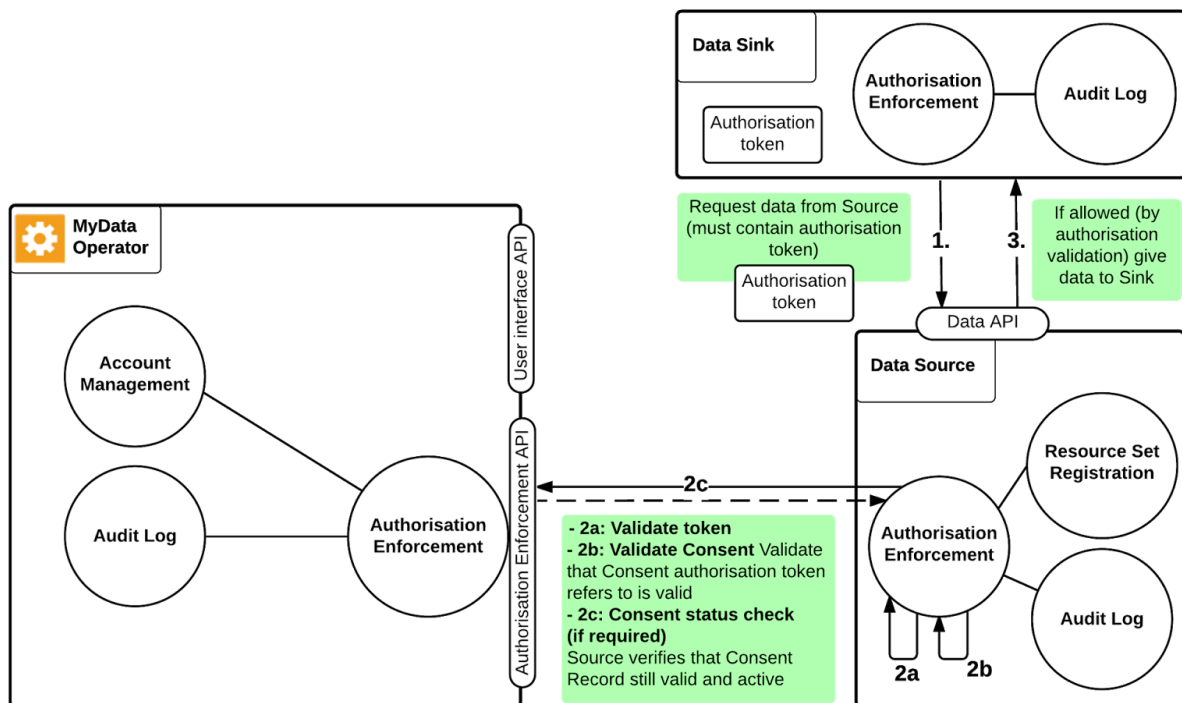 Data Sink
Authorisation
Enforcement
Audit Log
Authorisation
token
Request data from Source
(must contain authorisation
token)
Authorisation
token
1.
3.
If allowed (by
authorisation
validation) give
data to Sink
MyData
Operator
User interface API
Account
Management
Audit Log
Authorisation
Enforcement
Authorisation Enforcement API
2c
- 2a: Validate token
- 2b: Validate Consent Validate
that Consent authorisation token
refers to is valid
- 2c: Consent status check
(if required)
Source verifies that Consent
Record still valid and active
Data API
Data Source
Resource Set
Registration
Authorisation
Enforcement
Audit Log
2a
2b